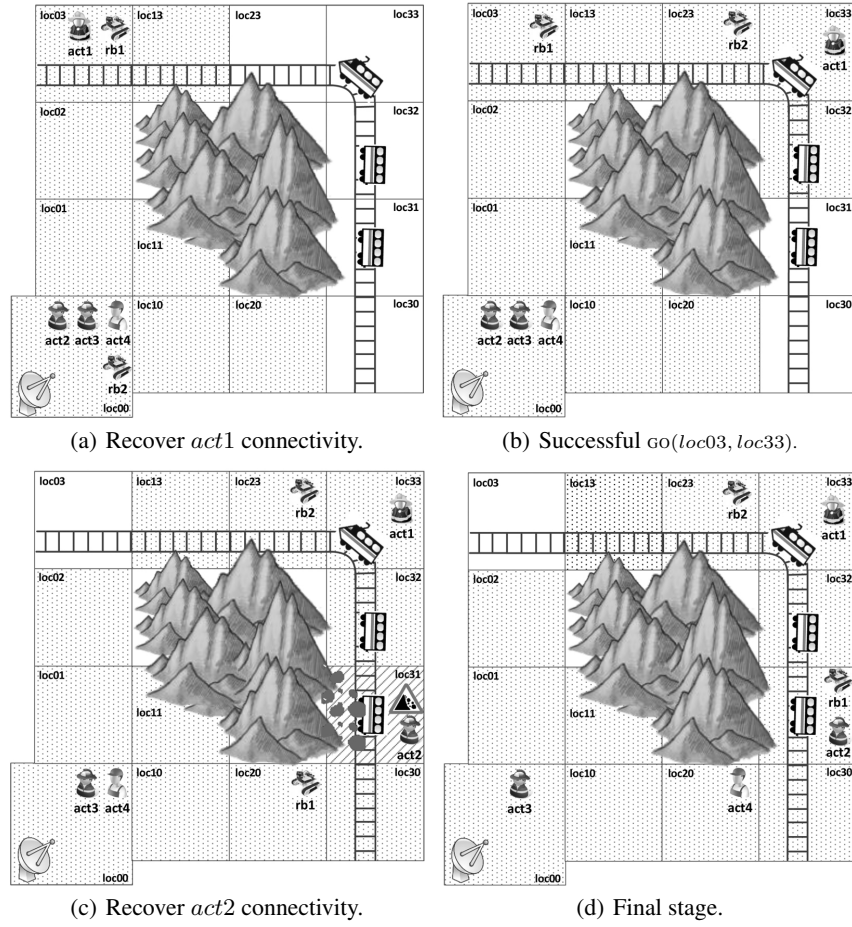 loc03 loc13 loc23 loc33
act1 rb1
loc02 loc32
loc01 loc31
loc11
loc10 loc20 loc30
act2 act3 act4
rb2
loc00
(a) Recover act1 connectivity.
loc03 loc13 loc23 loc33
rb1 rb2 act1
loc02 loc32
loc01 loc31
loc11
loc10 loc20 loc30
act2 act3 act4
loc00
(b) Successful GO(loc03, loc33).
loc03 loc13 loc23 loc33
rb2 act1
loc02 loc32
loc01 loc31
loc11
act2
loc10 loc20 loc30
act3 act4 rb1
loc00
(c) Recover act2 connectivity.
loc03 loc13 loc23 loc33
rb2 act1
loc02 loc32
loc01 loc31
rb1
loc11
act2
loc10 loc20 loc30
act3 act4
loc00
(d) Final stage.